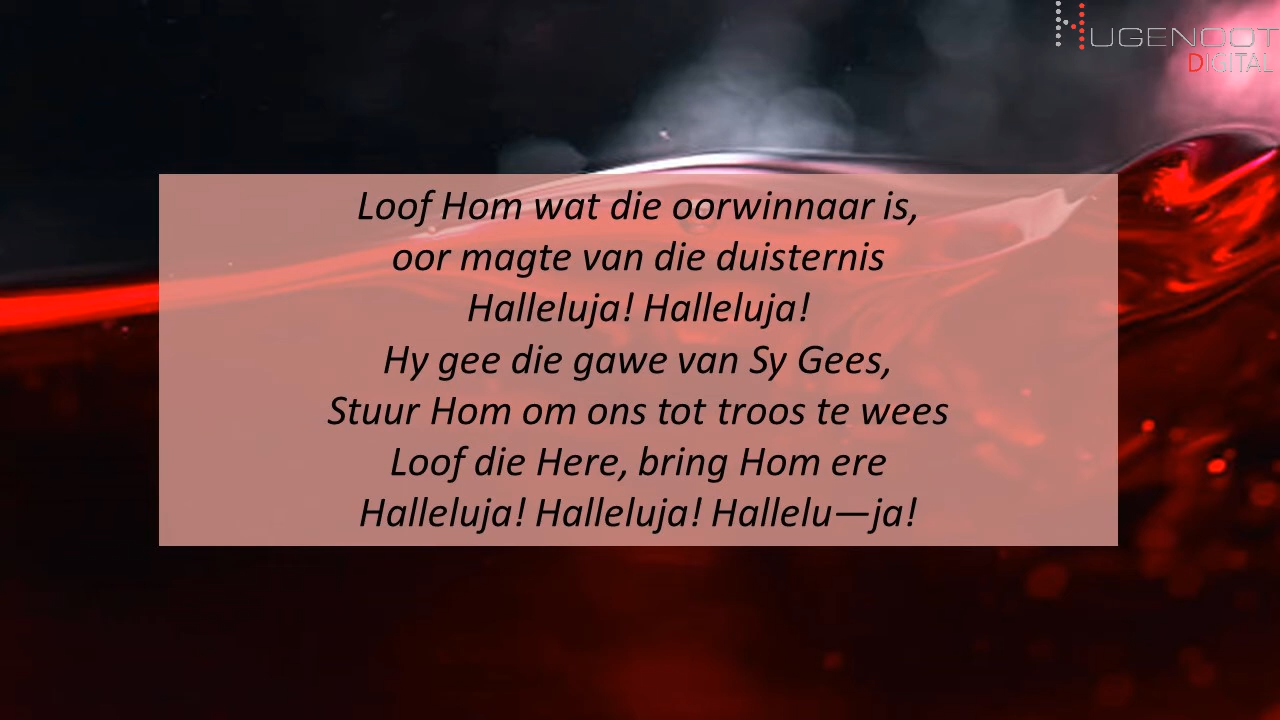 HUGENOOT
DIGITAL
Loof Hom wat die oorwinnaar is,
oor magte van die duisternis
Halleluja! Halleluja!
Hy gee die gawe van Sy Gees,
Stuur Hom om ons tot troos te wees
Loof die Here, bring Hom ere
Halleluja! Halleluja! Hallelu—ja!